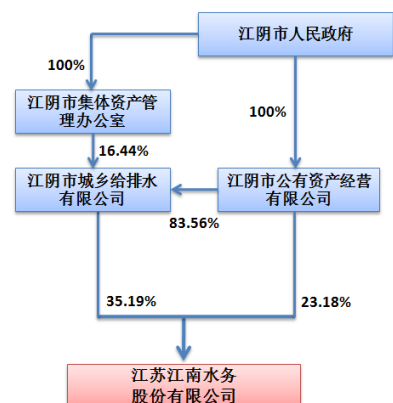 江阴市人民政府
100%
江阴市集体资产管
理办公室
100%
16.44%
江阴市城乡给排水
有限公司
江阴市公有资产经营
有限公司
83.56%
35.19%
23.18%
江苏江南水务
股份有限公司